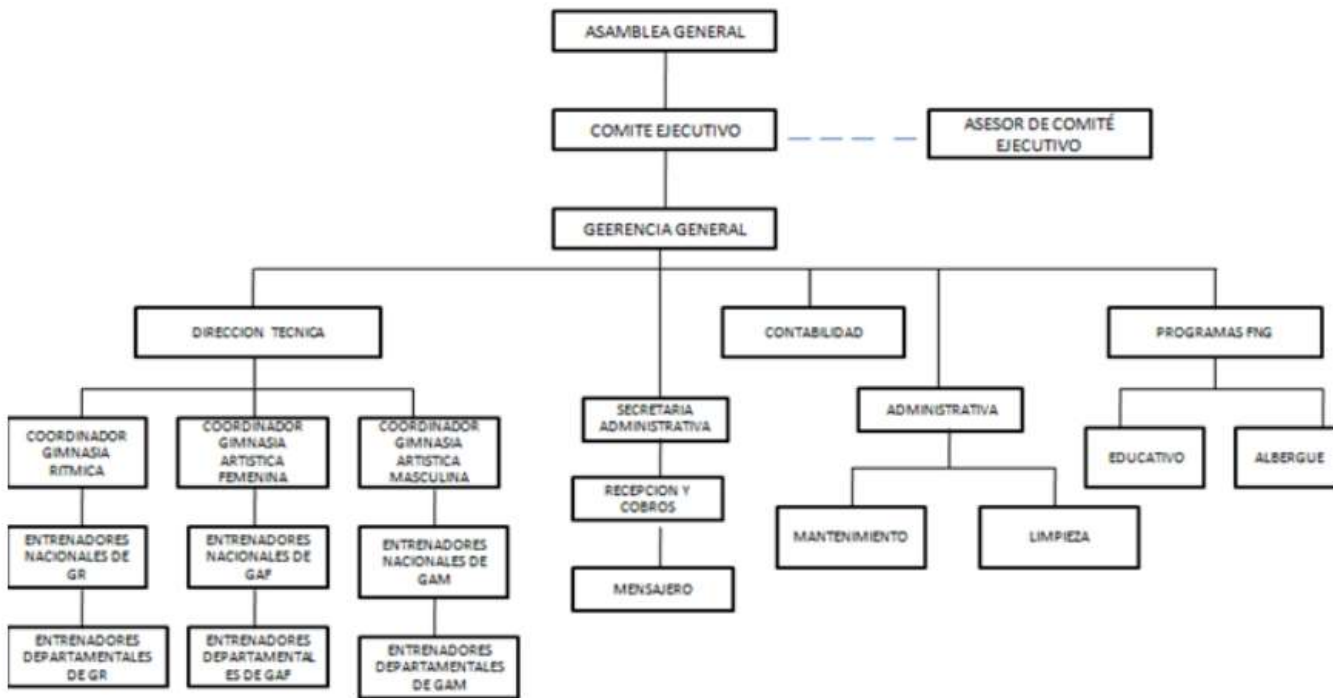 ASAMBLEA GENERAL
COMITE EJECUTIVO
ASESOR DE COMITÉ
EJECUTIVO
GEERENCIA GENERAL
DIRECCION TECNICA
CONTABILIDAD
PROGRAMAS FNG
COORDINADOR
GIMNASIA
RITMICA
COORDINADOR
GIMNASIA
ARTISTICA
FEMENINA
COORDINADOR
GIMNASIA
ARTISTICA
MASCULINA
SECRETARIA
ADMINISTRATIVA
ADMINISTRATIVA
EDUCATIVO
ALBERGUE
RECEPCION Y
COBROS
MANTENIMIENTO
LIMPIEZA
ENTRENADORES
NACIONALES DE
GR
ENTRENADORES
NACIONALES DE
GAF
ENTRENADORES
NACIONALES DE
GAM
MENSAJERO
ENTRENADORES
DEPARTAMENTALES
DE GR
ENTRENADORES
DEPARTAMENTAL
ES DE GAF
ENTRENADORES
DEPARTAMENTALES
DE GAM